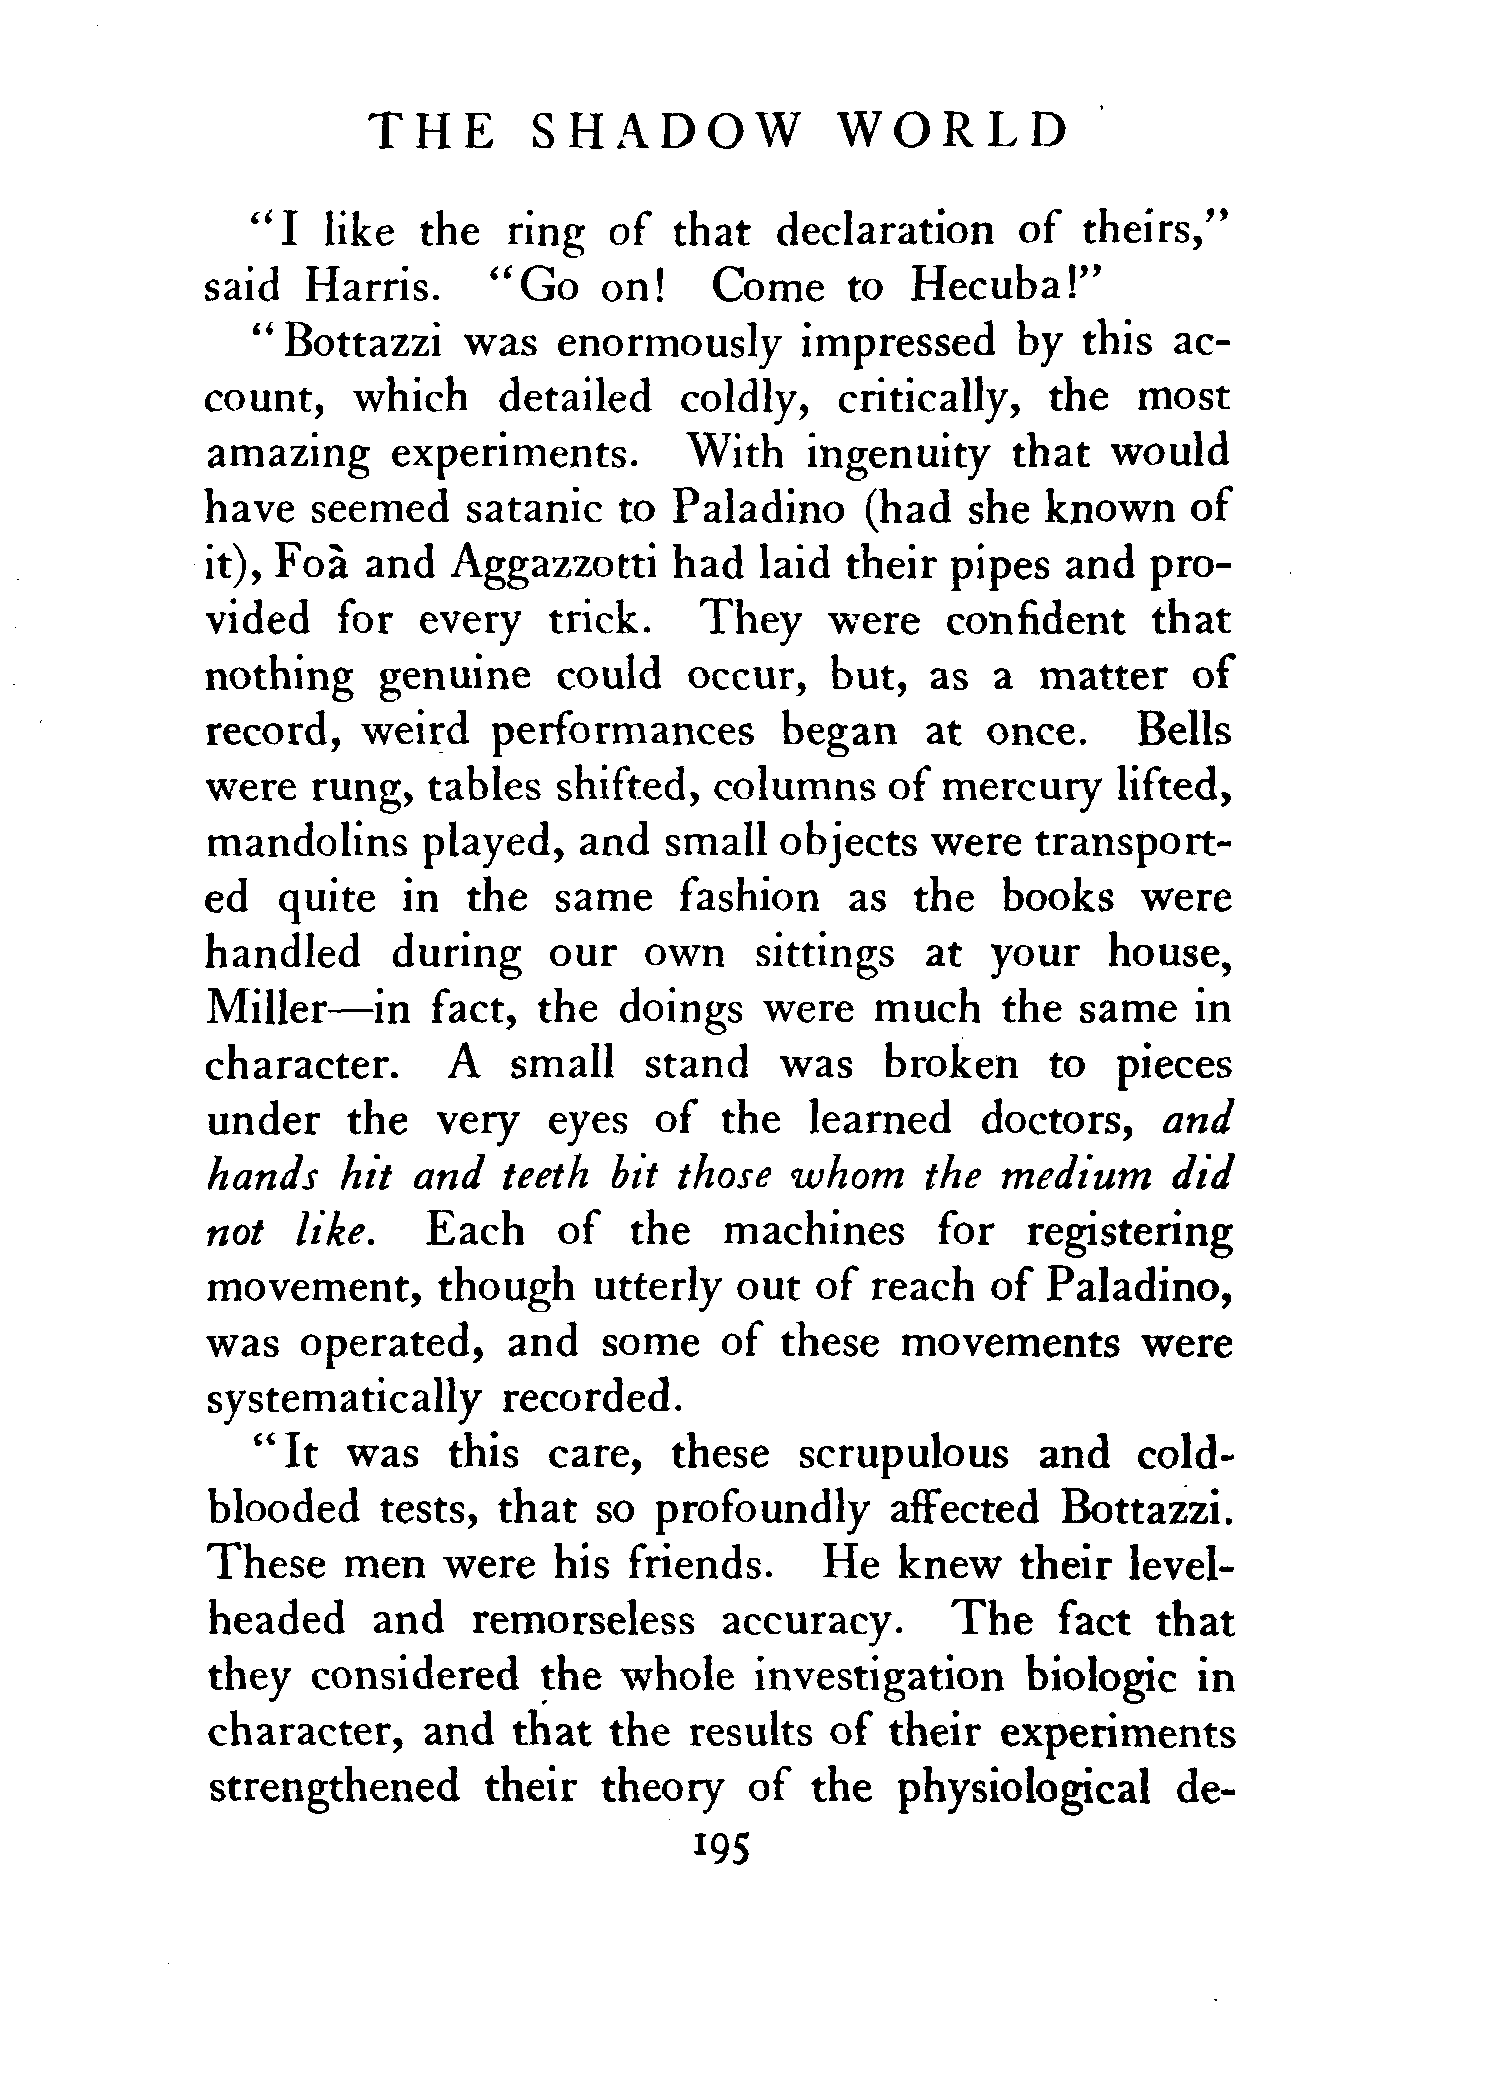 THE SHADOW WORLD
"I like the ring of that declaration of theirs,"
said Harris. "Go on! Come to Hecuba!"
"Bottazzi was enormously impressed by this ac-
count, which detailed coldly, critically, the most
amazing experiments. With ingenuity that would
have seemed satanic to Paladino (had she known of
it), Foà and Aggazzotti had laid their pipes and pro-
vided for every trick. They were confident that
nothing genuine could occur, but, as a matter of
record, weird performances began at once. Bells
were rung, tables shifted, columns of mercury lifted,
mandolins played, and small objects were transport-
ed quite in the same fashion as the books were
handled during our own sittings at your house,
Miller—in fact, the doings were much the same in
character. A small stand was broken to pieces
under the very eyes of the learned doctors, and
hands hit and teeth bit those whom the medium did
not like. Each of the machines for registering
movement, though utterly out of reach of Paladino,
was operated, and some of these movements were
systematically recorded.
"It was this care, these scrupulous and cold-
blooded tests, that so profoundly affected Bottazzi.
These men were his friends. He knew their level-
headed and remorseless accuracy. The fact that
they considered the whole investigation biologic in
character, and that the results of their experiments
strengthened their theory of the physiological de-
195